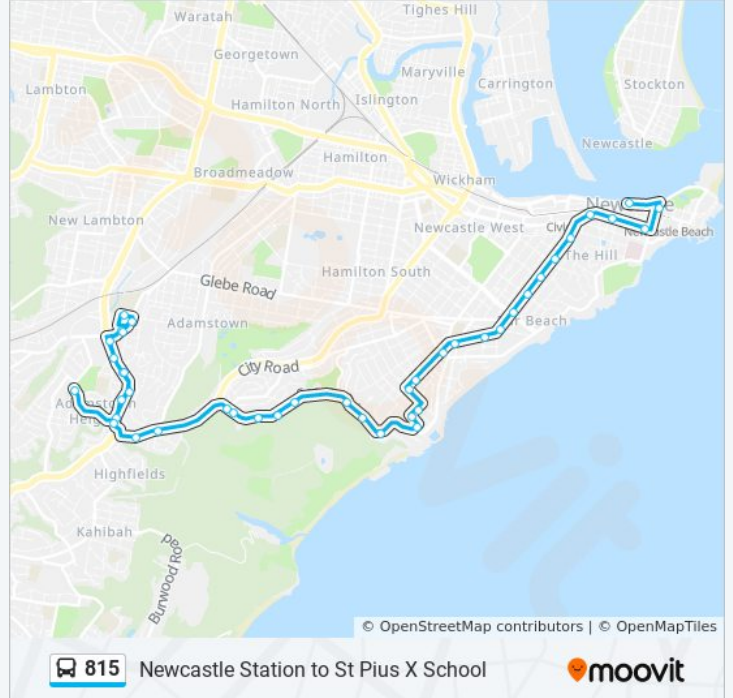 Tighes Hill
Waratah
Georgetown
Maryville
Lambton
Carrington
Stockton
Hamilton North
Islington
Newcastle
Hamilton
Broadmeadow
Wickham
New Lambton
Newcastle West
Newcastle Beach
The Hill
Hamilton South
Glebe Road
Adamstown
City Road
Highfields
Kahibah
Burwood Road
© OpenStreetMap contributors | © OpenMapTiles
815 Newcastle Station to St Pius X School
moovit